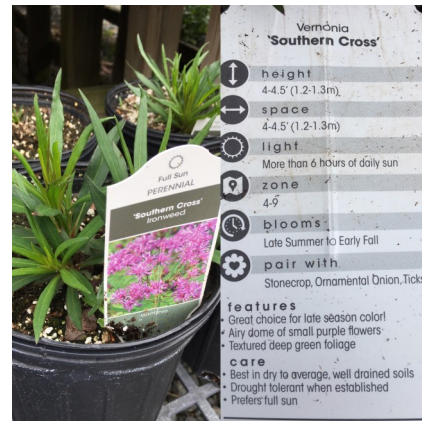 Full Sun
PERENNIAL
'Southern Cross'
Ironweed
Vernonia
'Southern Cross'
height
4-4.5' (1.2-1.3m)
space
4-4.5' (1.2-1.3m)
light
More than 6 hours of daily sun
zone
4-9
blooms
Late Summer to Early Fall
pair with
Stonecrop, Ornamental Onion,
features
• Great choice for late season color!
• Airy dome of small purple flowers
• Textured deep green foliage
care
• Best in dry to average, well drained soils
• Drought tolerant when established
• Prefers full sun